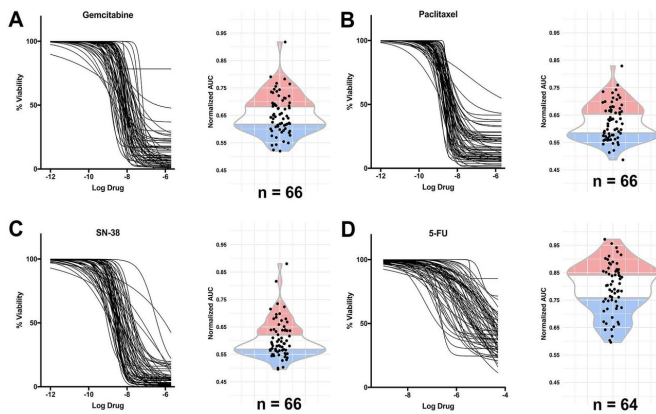 A
Gemcitabine
% Viability
100
50
0
-12
-10
-8
-6
Log Drug
Normalized AUC
0.95
0.85
0.75
0.65
0.55
0.45
n = 66
B
Paclitaxel
% Viability
100
50
0
-12
-10
-8
-6
Log Drug
Normalized AUC
0.95
0.85
0.75
0.65
0.55
0.45
n = 66
C
SN-38
% Viability
100
50
0
-12
-10
-8
-6
Log Drug
Normalized AUC
0.95
0.85
0.75
0.65
0.55
0.45
n = 66
D
5-FU
% Viability
100
50
0
-8
-6
Log Drug
Normalized AUC
0.95
0.85
0.75
0.65
0.55
0.45
n = 64